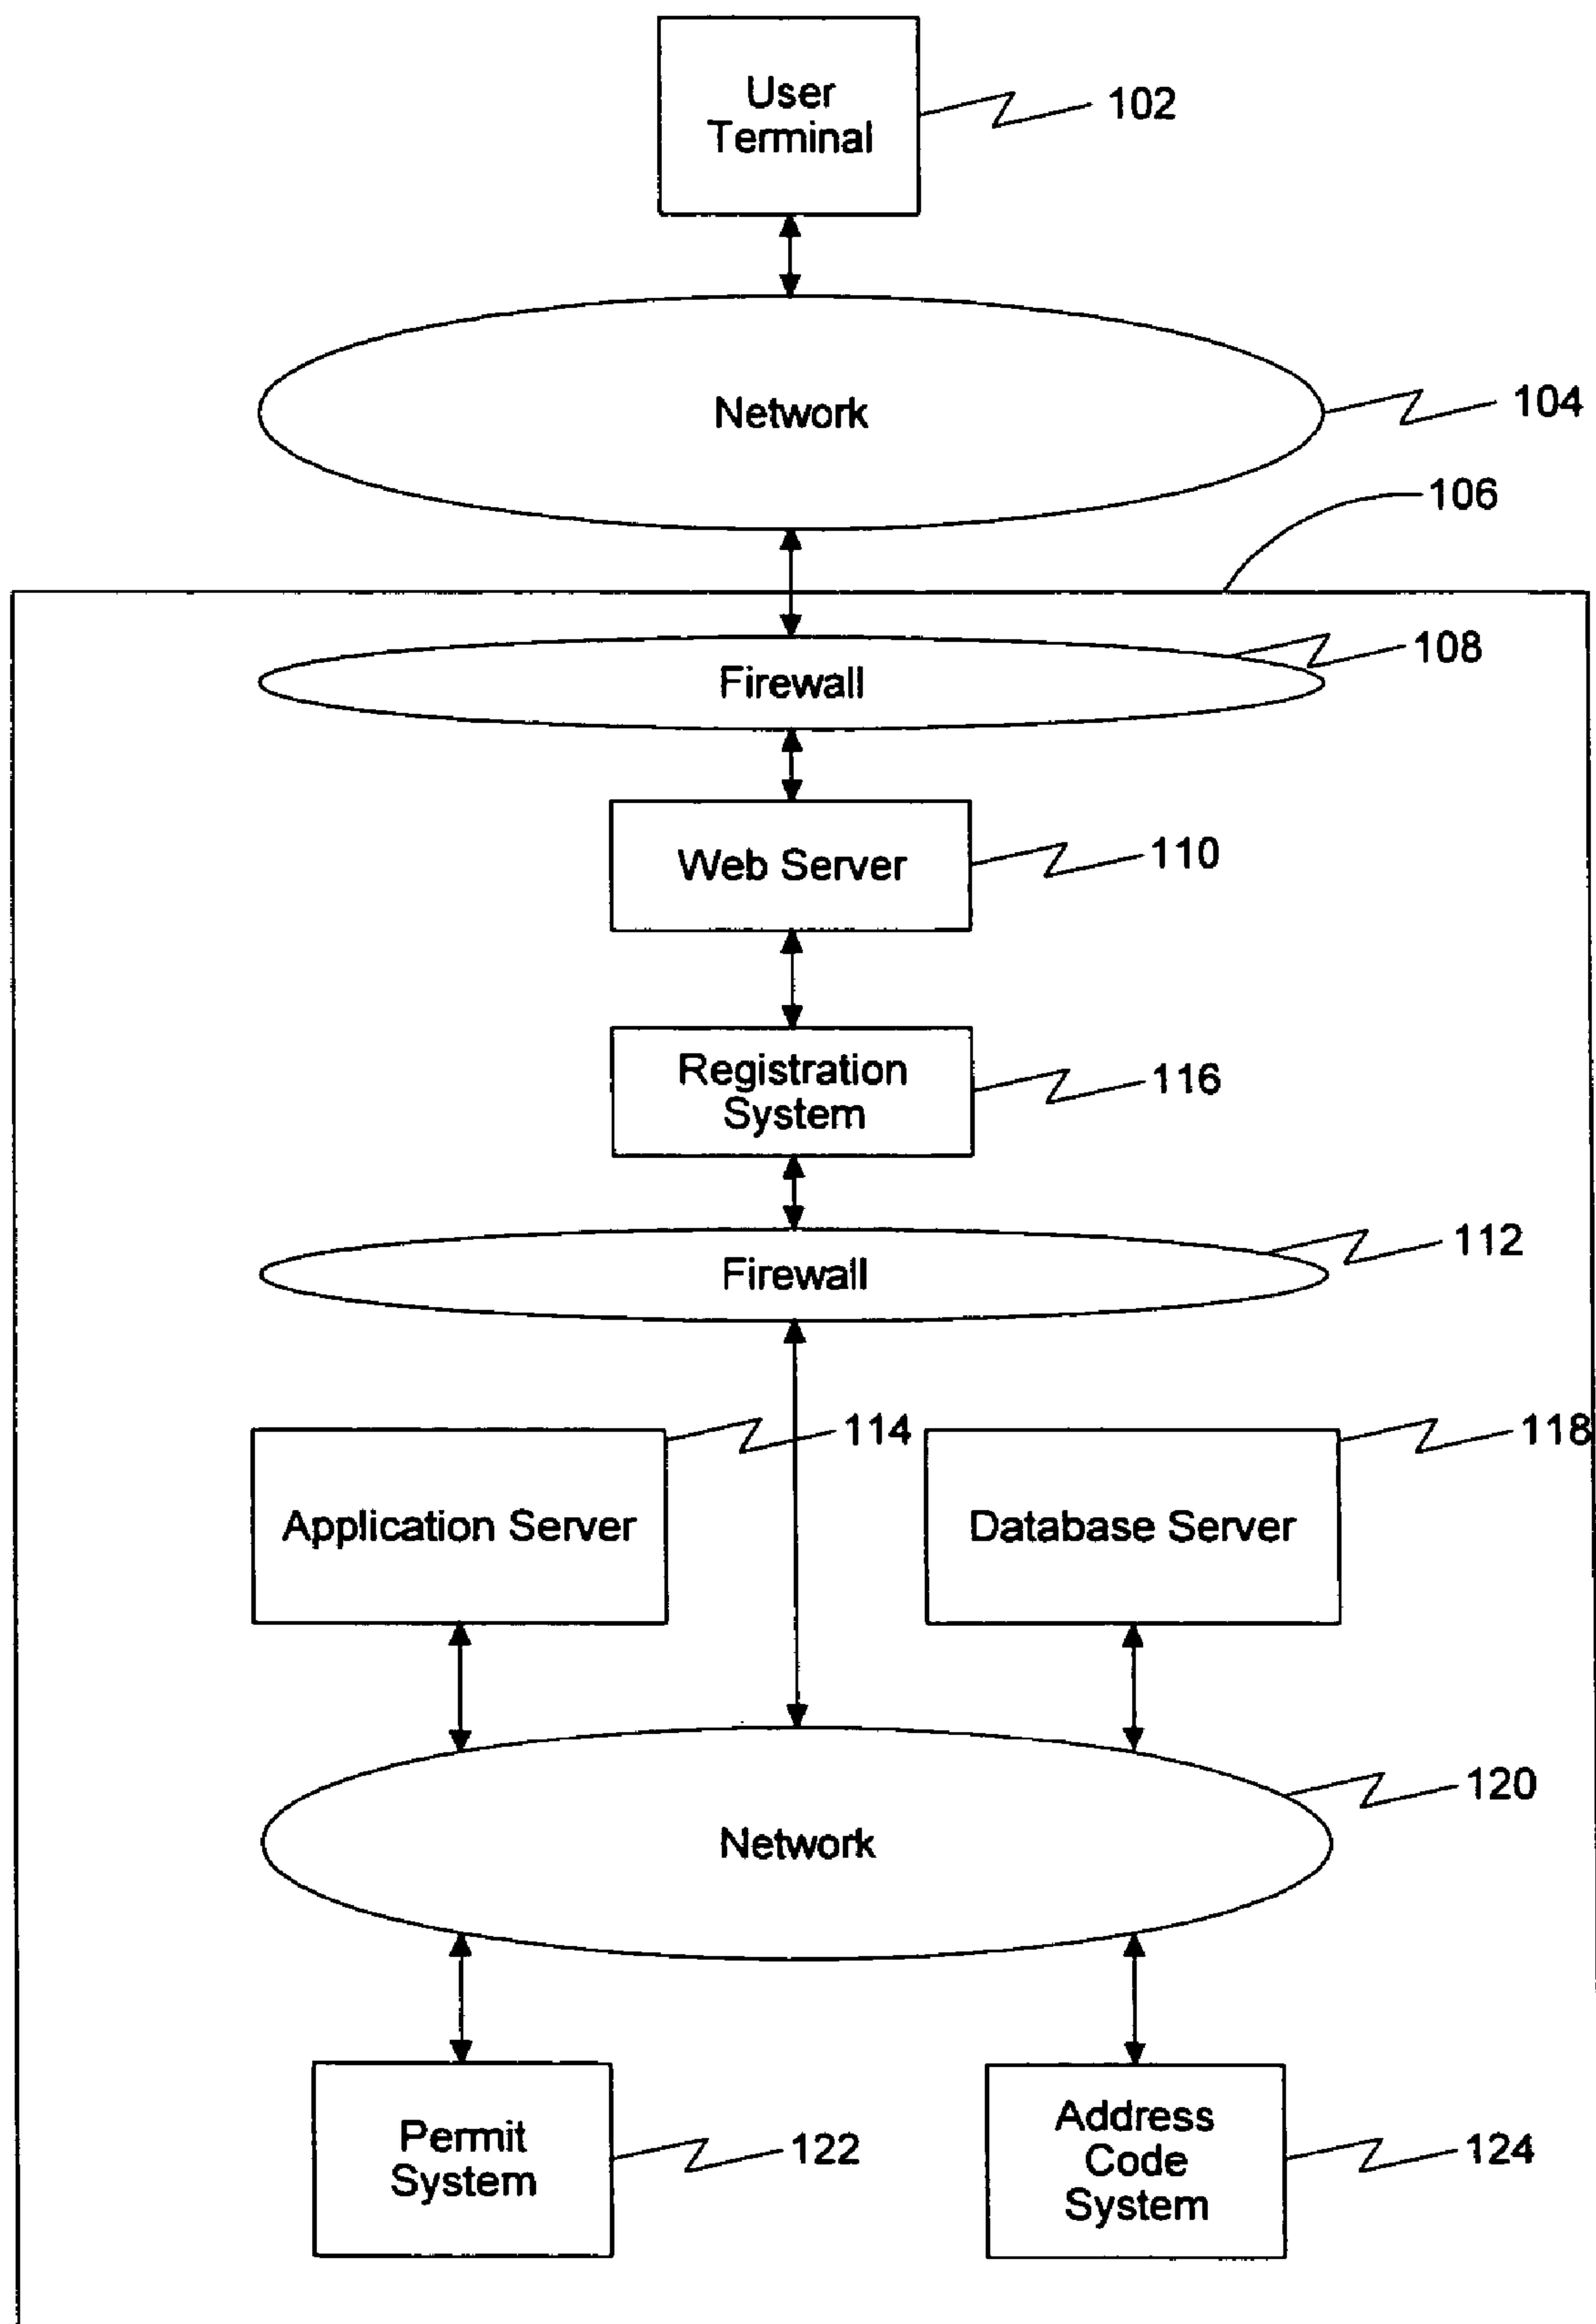 User
Terminal
102
Network
104
106
Firewall
108
Web Server
110
Registration
System
116
Firewall
112
Application Server
114
Database Server
118
Network
120
Permit
System
122
Address
Code
System
124